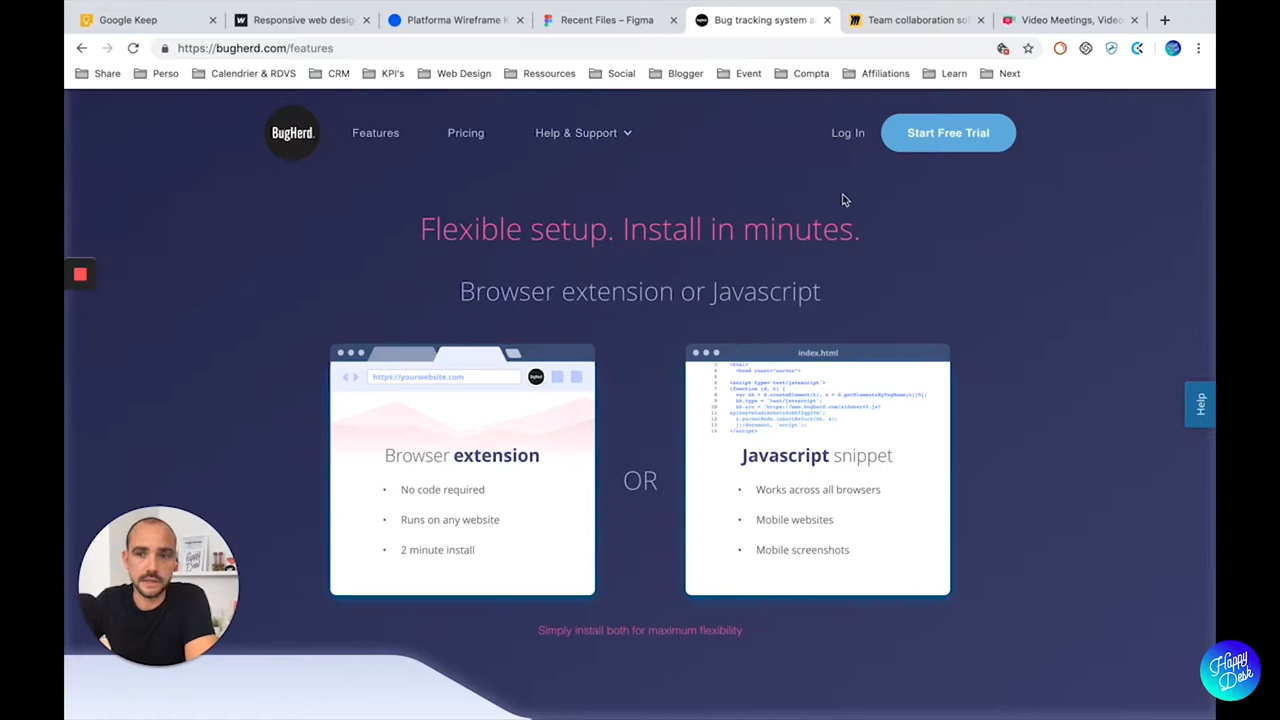 Google Keep
Responsive web desig
Platforma Wireframe K
Recent Files – Figma
Bug tracking system a
Team collaboration so
Video Meetings, Video
https://bugherd.com/features
Share
Perso
Calendrier & RDVS
CRM
KPI's
Web Design
Ressources
Social
Blogger
Event
Compta
Affiliations
Learn
Next
BugHerd.
Features
Pricing
Help & Support
Log In
Start Free Trial
Flexible setup. Install in minutes.
Browser extension or Javascript
https://yourwebsite.com
BugHerd
index.html
Browser extension
• No code required
• Runs on any website
• 2 minute install
OR
Javascript snippet
• Works across all browsers
• Mobile websites
• Mobile screenshots
Simply install both for maximum flexibility
Help
Happy
Desk